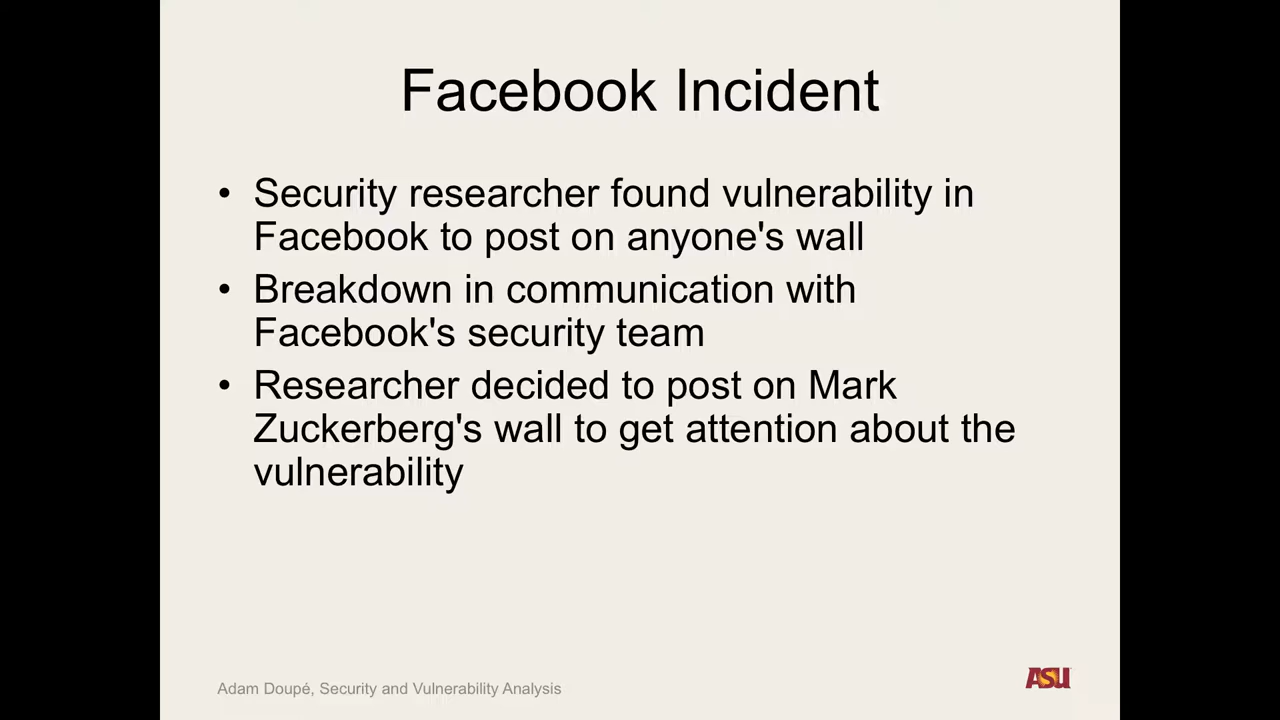 Facebook Incident
• Security researcher found vulnerability in
Facebook to post on anyone's wall
• Breakdown in communication with
Facebook's security team
• Researcher decided to post on Mark
Zuckerberg's wall to get attention about the
vulnerability
Adam Doupé, Security and Vulnerability Analysis
ASU